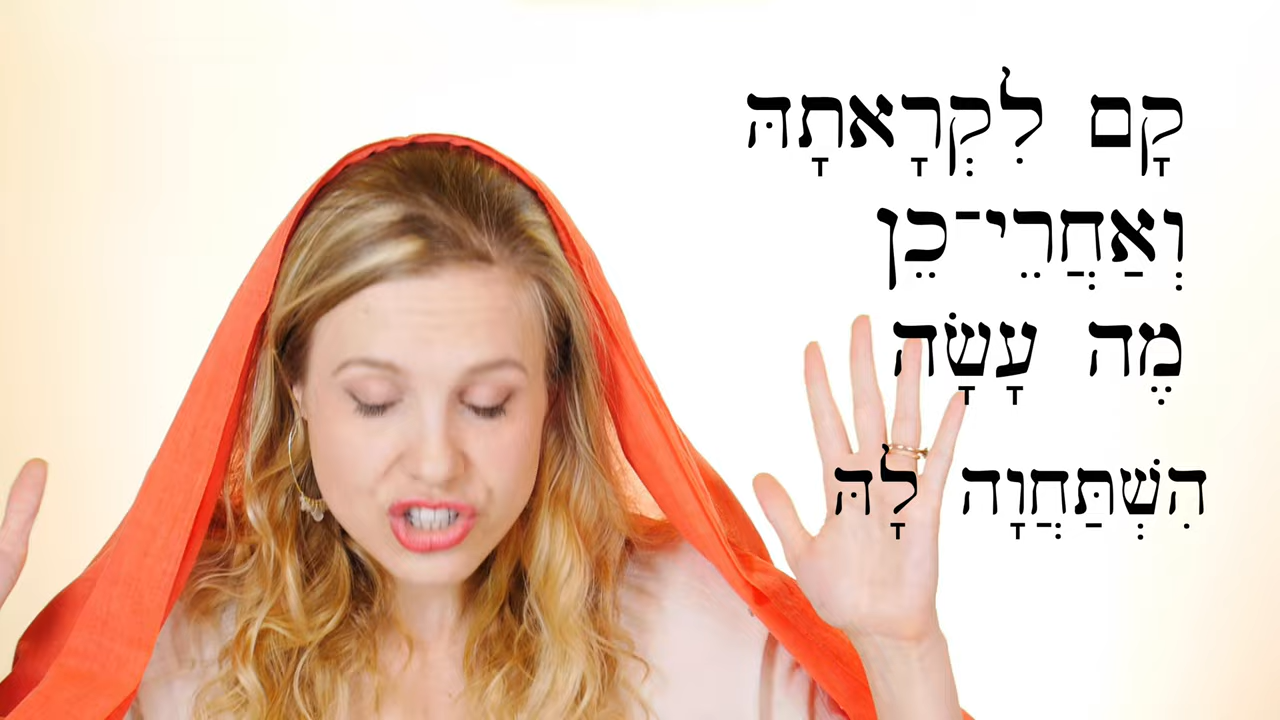 קָם לִקְרָאתָהּ
וְאַחֲרֵי־כֵן
מֶה עָשָׂה
הִשְׁתַּחֲוָה לָהּ